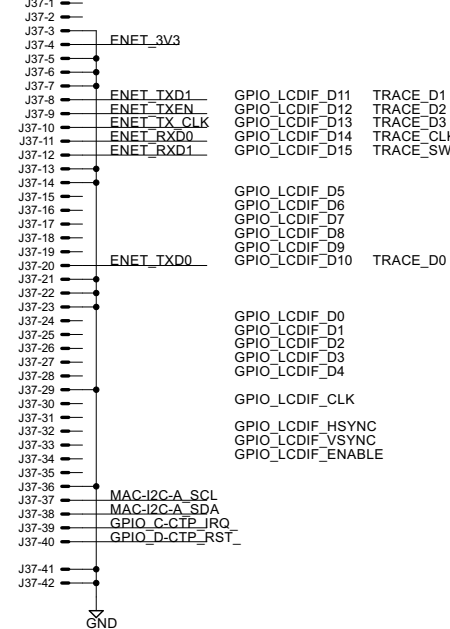 J37-1
J37-2
J37-3
J37-4 ENET_3V3
J37-5
J37-6
J37-7
J37-8 ENET_TXD1 GPIO_LCDIF_D11 TRACE_D1
J37-9 ENET_TXEN GPIO_LCDIF_D12 TRACE_D2
J37-10 ENET_TX_CLK GPIO_LCDIF_D13 TRACE_D3
J37-11 ENET_RXD0 GPIO_LCDIF_D14 TRACE_CLK
J37-12 ENET_RXD1 GPIO_LCDIF_D15 TRACE_SW
J37-13
J37-14
J37-15 GPIO_LCDIF_D5
J37-16 GPIO_LCDIF_D6
J37-17 GPIO_LCDIF_D7
J37-18 GPIO_LCDIF_D8
J37-19 GPIO_LCDIF_D9
J37-20 ENET_TXD0 GPIO_LCDIF_D10 TRACE_D0
J37-21
J37-22
J37-23
J37-24 GPIO_LCDIF_D0
J37-25 GPIO_LCDIF_D1
J37-26 GPIO_LCDIF_D2
J37-27 GPIO_LCDIF_D3
J37-28 GPIO_LCDIF_D4
J37-29
J37-30 GPIO_LCDIF_CLK
J37-31
J37-32 GPIO_LCDIF_HSYNC
J37-33 GPIO_LCDIF_VSYNC
J37-34 GPIO_LCDIF_ENABLE
J37-35
J37-36
J37-37 MAC-I2C-A_SCL
J37-38 MAC-I2C-A_SDA
J37-39 GPIO_C-CTP_IRQ_
J37-40 GPIO_D-CTP_RST_
J37-41
J37-42
GND